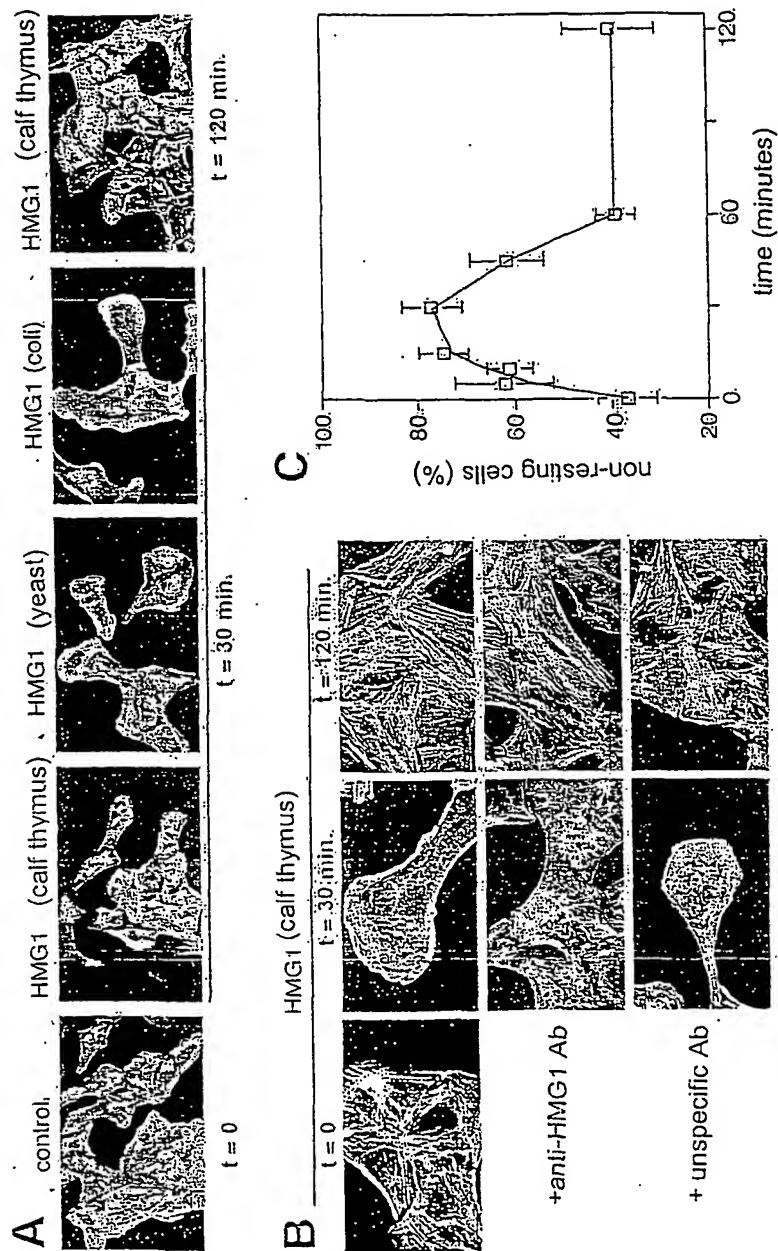 A
control
HMG1 (calf thymus)
HMG1 (yeast)
HMG1 (coli)
HMG.1 (calf thymus)
t = 0
t = 30 min.
t = 120 min.
B
HMG1 (calf thymus)
t = 0
t = 30 min.
t = 120 min.
+anti-HMG1 Ab
+ unspecific Ab
C
non-resting cells (%)
100
80
60
40
20
0
60
120
time (minutes)